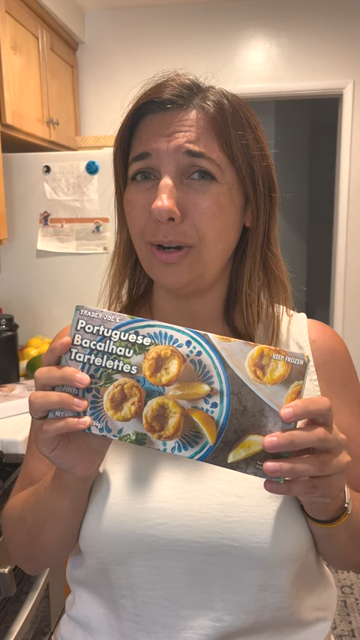 TRADER JOE'S
Portuguese
Bacalhau
Tartelettes
KEEP FROZEN